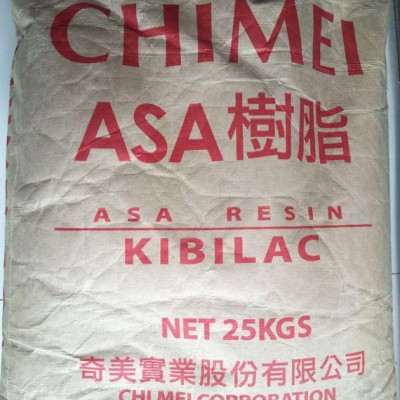 CHIMEI
ASA樹脂
ASA RESIN
KIBILAC
NET 25KGS
奇美實業股份有限公司
CHI MEI CORPORATION